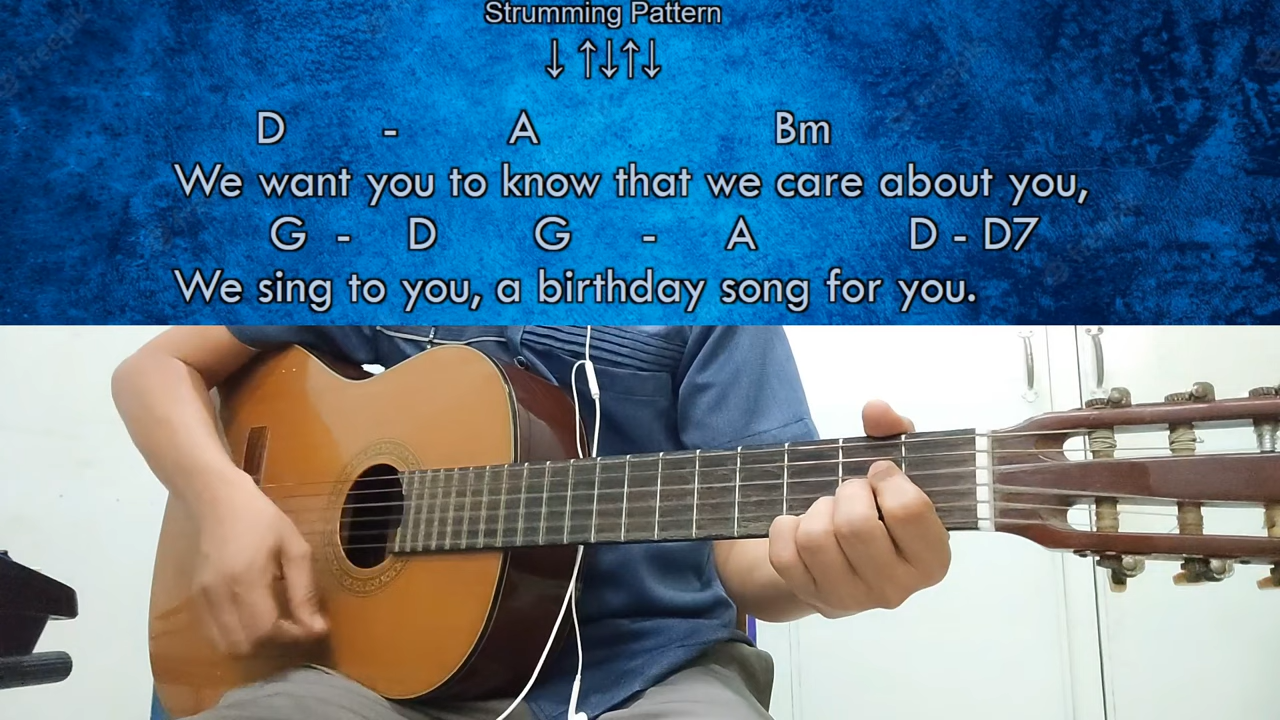 Strumming Pattern
↓ ↑↓↑↓
D - A Bm
We want you to know that we care about you,
G - D G - A D - D7
We sing to you, a birthday song for you.